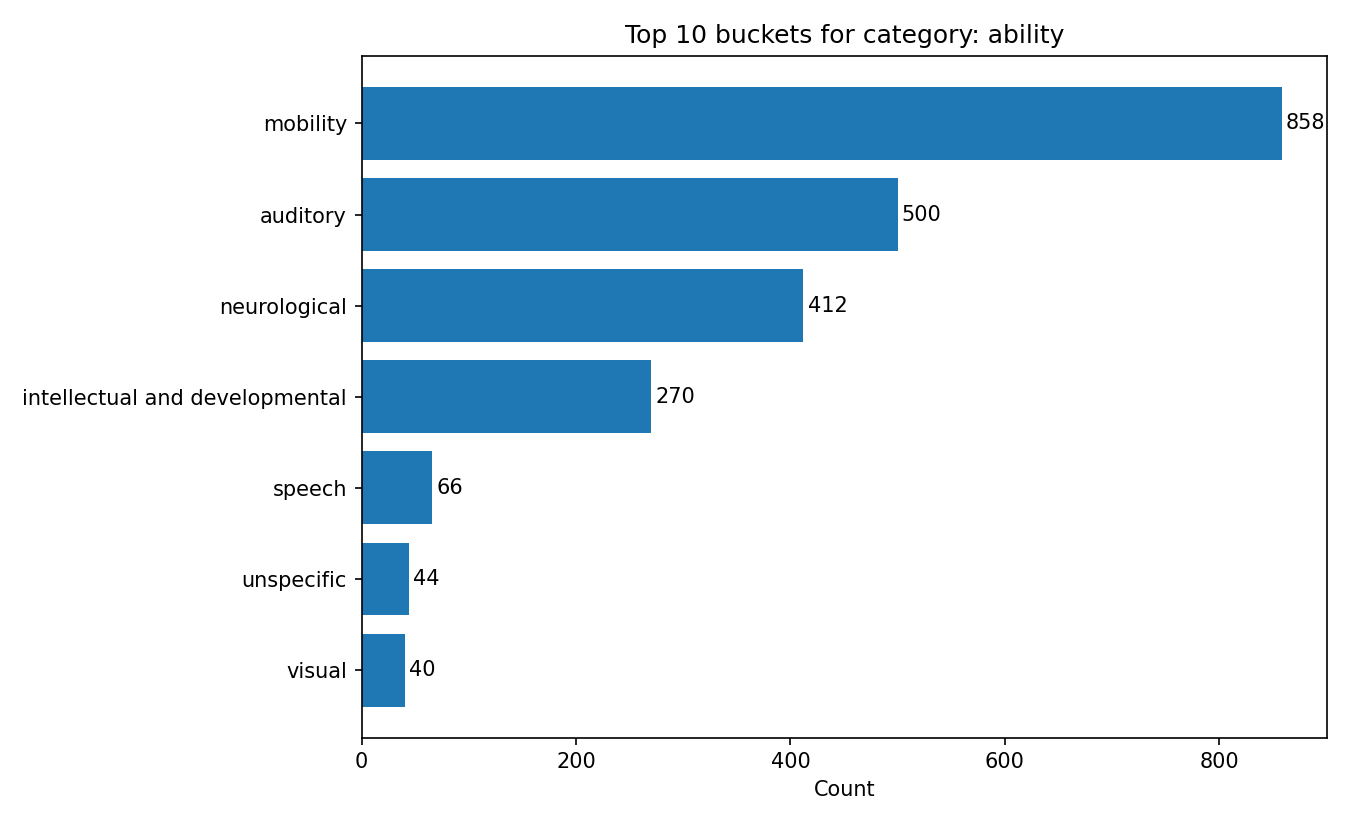 Top 10 buckets for category: ability
mobility 858
auditory 500
neurological 412
intellectual and developmental 270
speech 66
unspecific 44
visual 40
0 200 400 600 800
Count